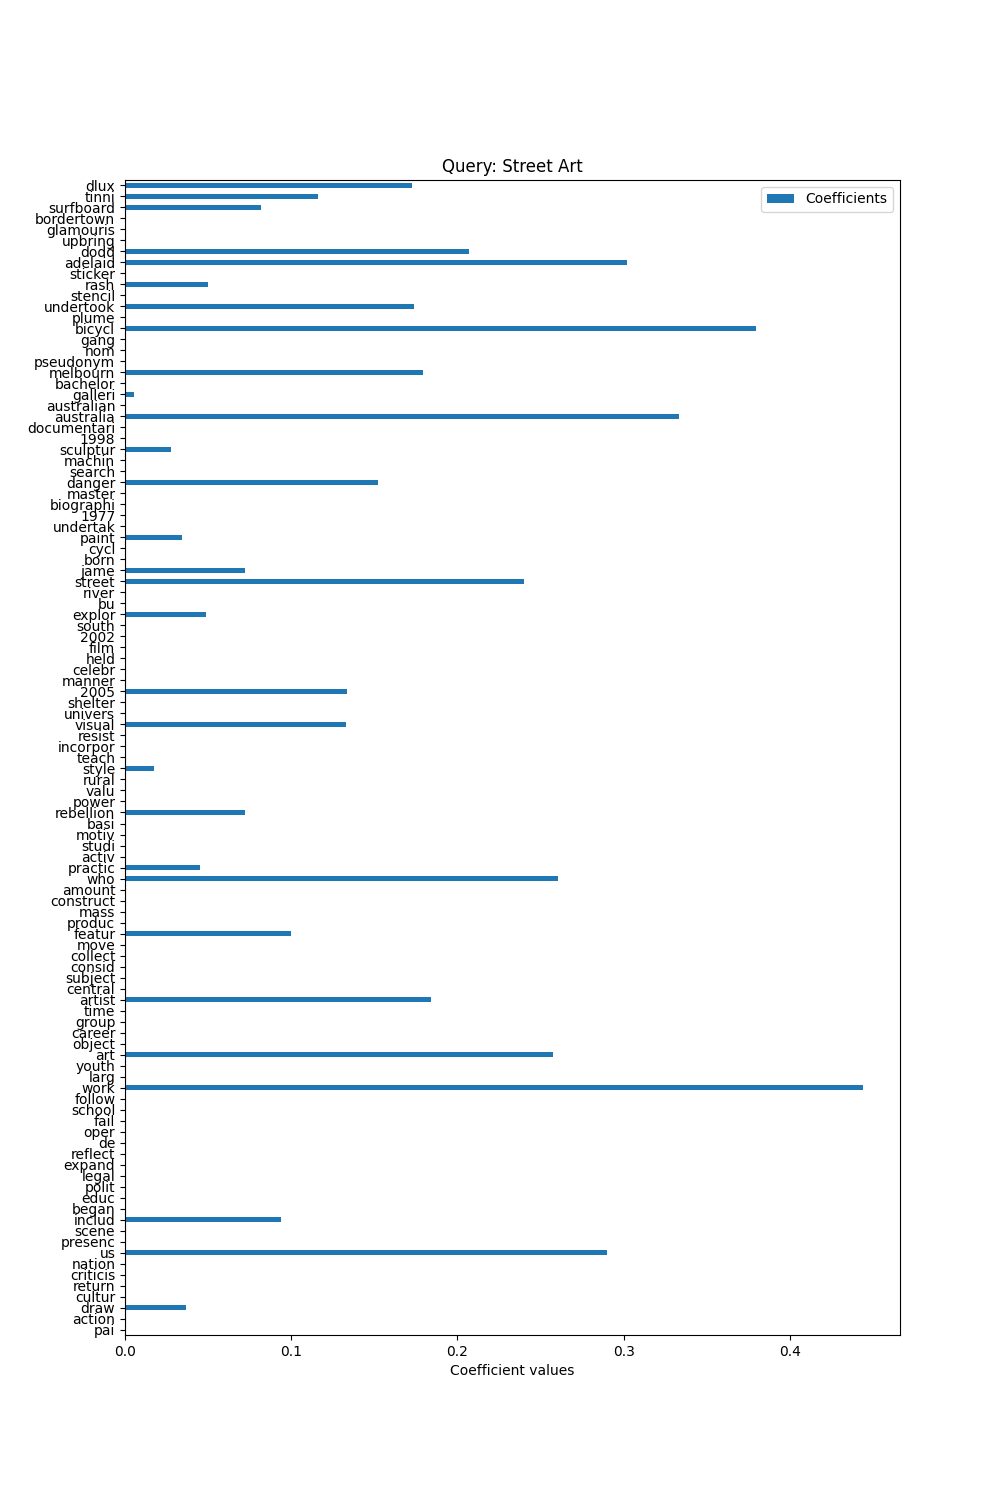 Query: Street Art
Coefficients
dlux
tinni
surfboard
bordertown
glamouris
upbring
dodd
adelaid
sticker
rash
stencil
undertook
plume
bicycl
gang
nom
pseudonym
melbourn
bachelor
galleri
australian
australia
documentari
1998
sculptur
machin
search
danger
master
biographi
1977
undertak
paint
cycl
born
jame
street
river
bu
explor
south
2002
film
held
celebr
manner
2005
shelter
univers
visual
resist
incorpor
teach
style
rural
valu
power
rebellion
basi
motiv
studi
activ
practic
who
amount
construct
mass
produc
featur
move
collect
consid
subject
central
artist
time
group
career
object
art
youth
larg
work
follow
school
fail
oper
de
reflect
expand
legal
polit
educ
began
includ
scene
presenc
us
nation
criticis
return
cultur
draw
action
pai
0.0 0.1 0.2 0.3 0.4
Coefficient values